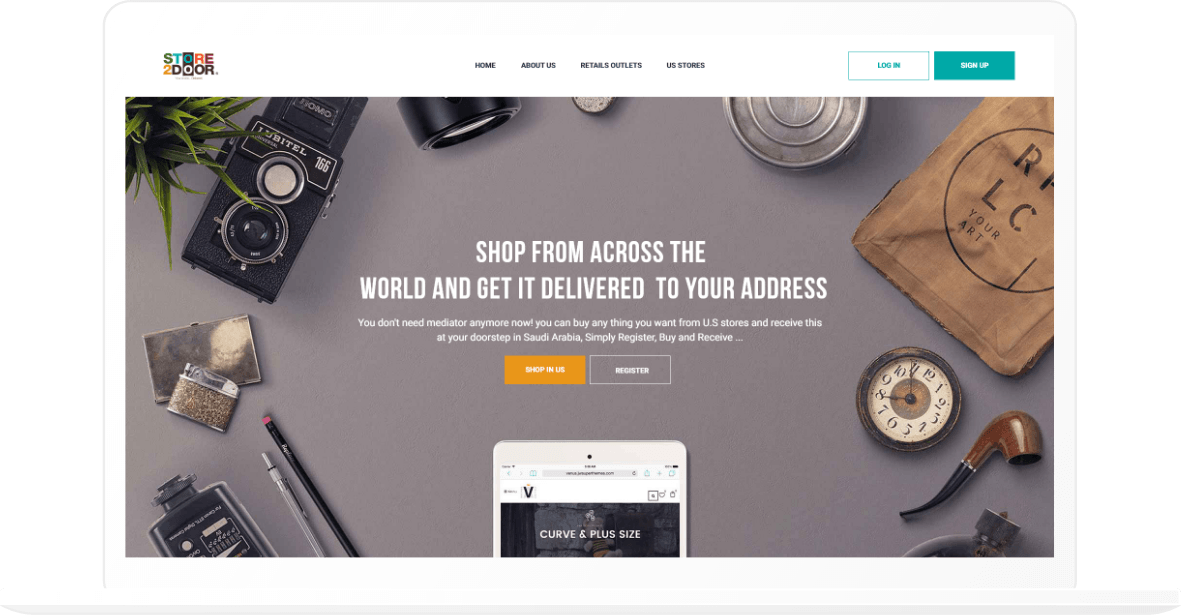 STORE
2DOOR
HOME
ABOUT US
RETAILS OUTLETS
US STORES
LOG IN
SIGN UP
HOMO
LUBITEL
UNIVERSAL
166
R
LC
YOUR
ART
SHOP FROM ACROSS THE
WORLD AND GET IT DELIVERED TO YOUR ADDRESS
You don't need mediator anymore now! you can buy any thing you want from U.S stores and receive this
at your doorstep in Saudi Arabia, Simply Register, Buy and Receive ...
SHOP IN US
REGISTER
CURVE & PLUS SIZE
V